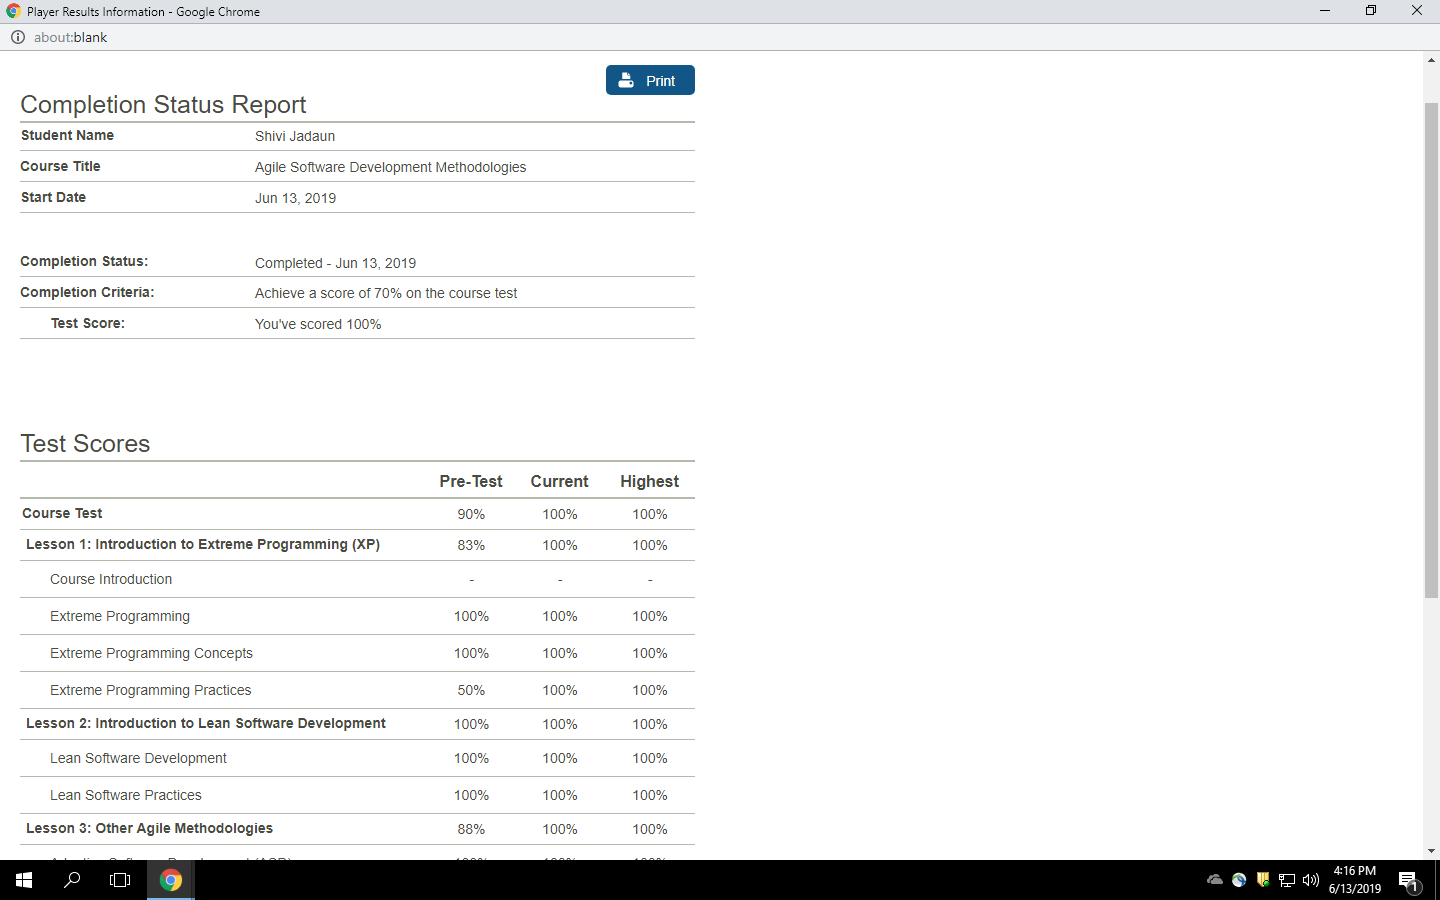 Player Results Information - Google Chrome
about:blank
Print
Completion Status Report
Student Name Shivi Jadaun
Course Title Agile Software Development Methodologies
Start Date Jun 13, 2019
Completion Status: Completed - Jun 13, 2019
Completion Criteria: Achieve a score of 70% on the course test
Test Score: You've scored 100%
Test Scores
Pre-Test Current Highest
Course Test 90% 100% 100%
Lesson 1: Introduction to Extreme Programming (XP) 83% 100% 100%
Course Introduction - - -
Extreme Programming 100% 100% 100%
Extreme Programming Concepts 100% 100% 100%
Extreme Programming Practices 50% 100% 100%
Lesson 2: Introduction to Lean Software Development 100% 100% 100%
Lean Software Development 100% 100% 100%
Lean Software Practices 100% 100% 100%
Lesson 3: Other Agile Methodologies 88% 100% 100%
4:16 PM
6/13/2019
1